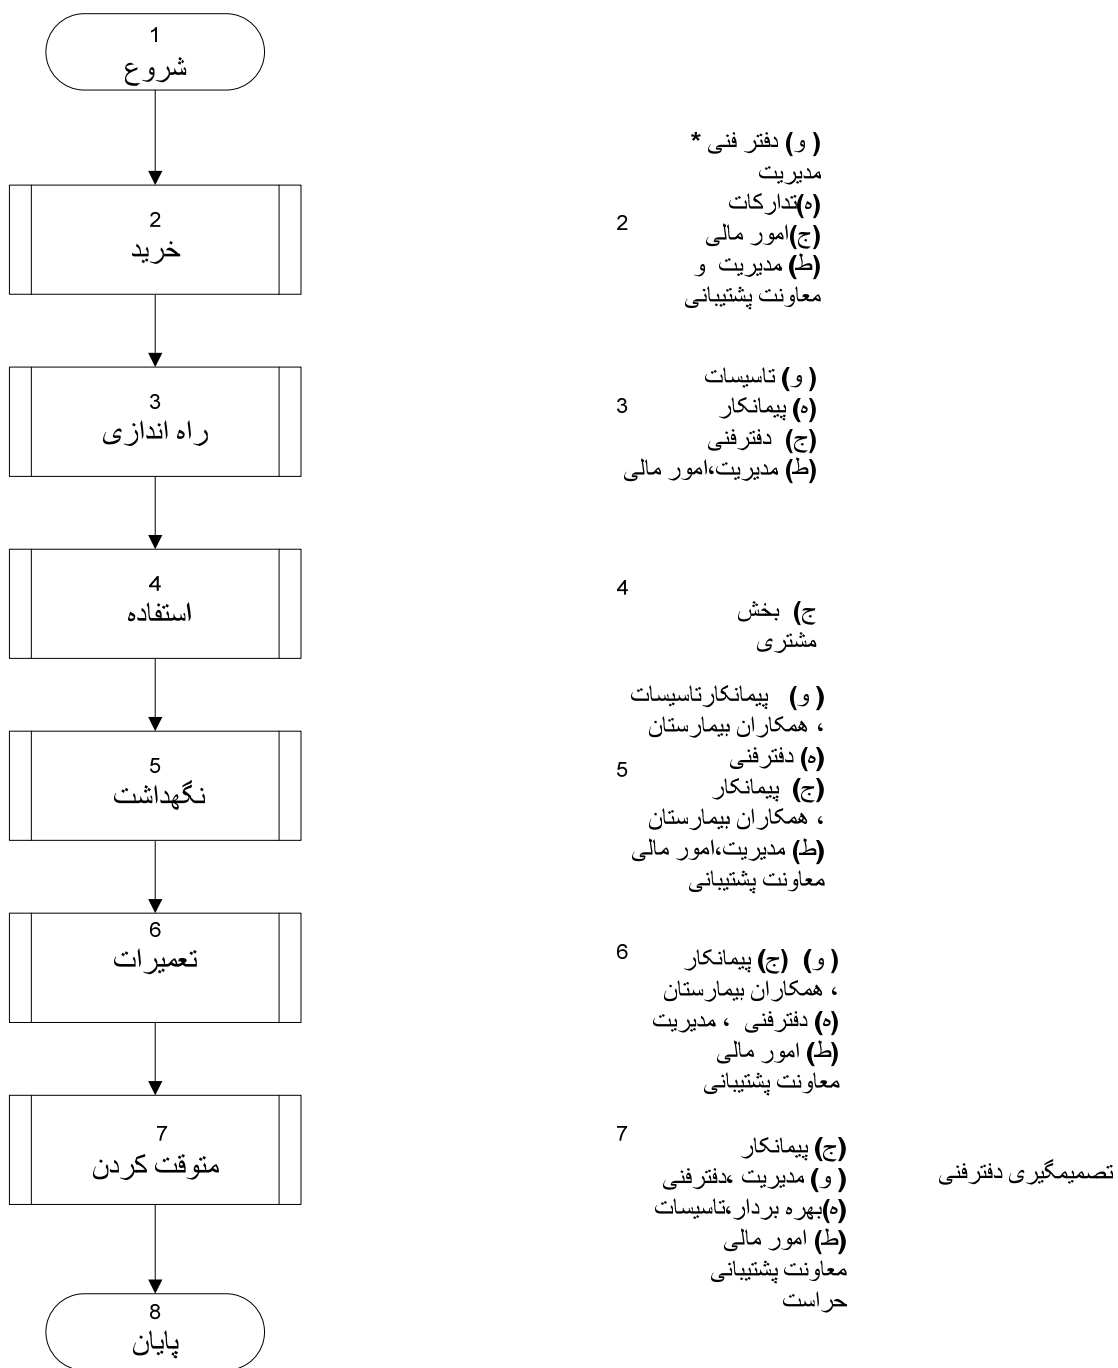 1
شروع
2
خرید
3
راه اندازی
4
استفاده
5
نگهداشت
6
تعمیرات
7
متوقت کردن
8
پایان
2
( و) دفتر فنی *
مدیریت
(ه)تدارکات
(ج)امور مالی
(ط) مدیریت و
معاونت پشتیبانی
3
( و) تاسیسات
(ه) پیمانکار
(ج) دفترفنی
(ط) مدیریت،امور مالی
4
ج) بخش
مشتری
5
( و) پیمانکارتاسیسات
، همکاران بیمارستان
(ه) دفترفنی
(ج) پیمانکار
، همکاران بیمارستان
(ط) مدیریت،امور مالی
معاونت پشتیبانی
6
( و) (ج) پیمانکار
، همکاران بیمارستان
(ه) دفترفنی ، مدیریت
(ط) امور مالی
معاونت پشتیبانی
7
(ج) پیمانکار
( و) مدیریت ،دفترفنی
(ه)بهره بردار،تاسیسات
(ط) امور مالی
معاونت پشتیبانی
حراست
تصمیمگیری دفترفنی